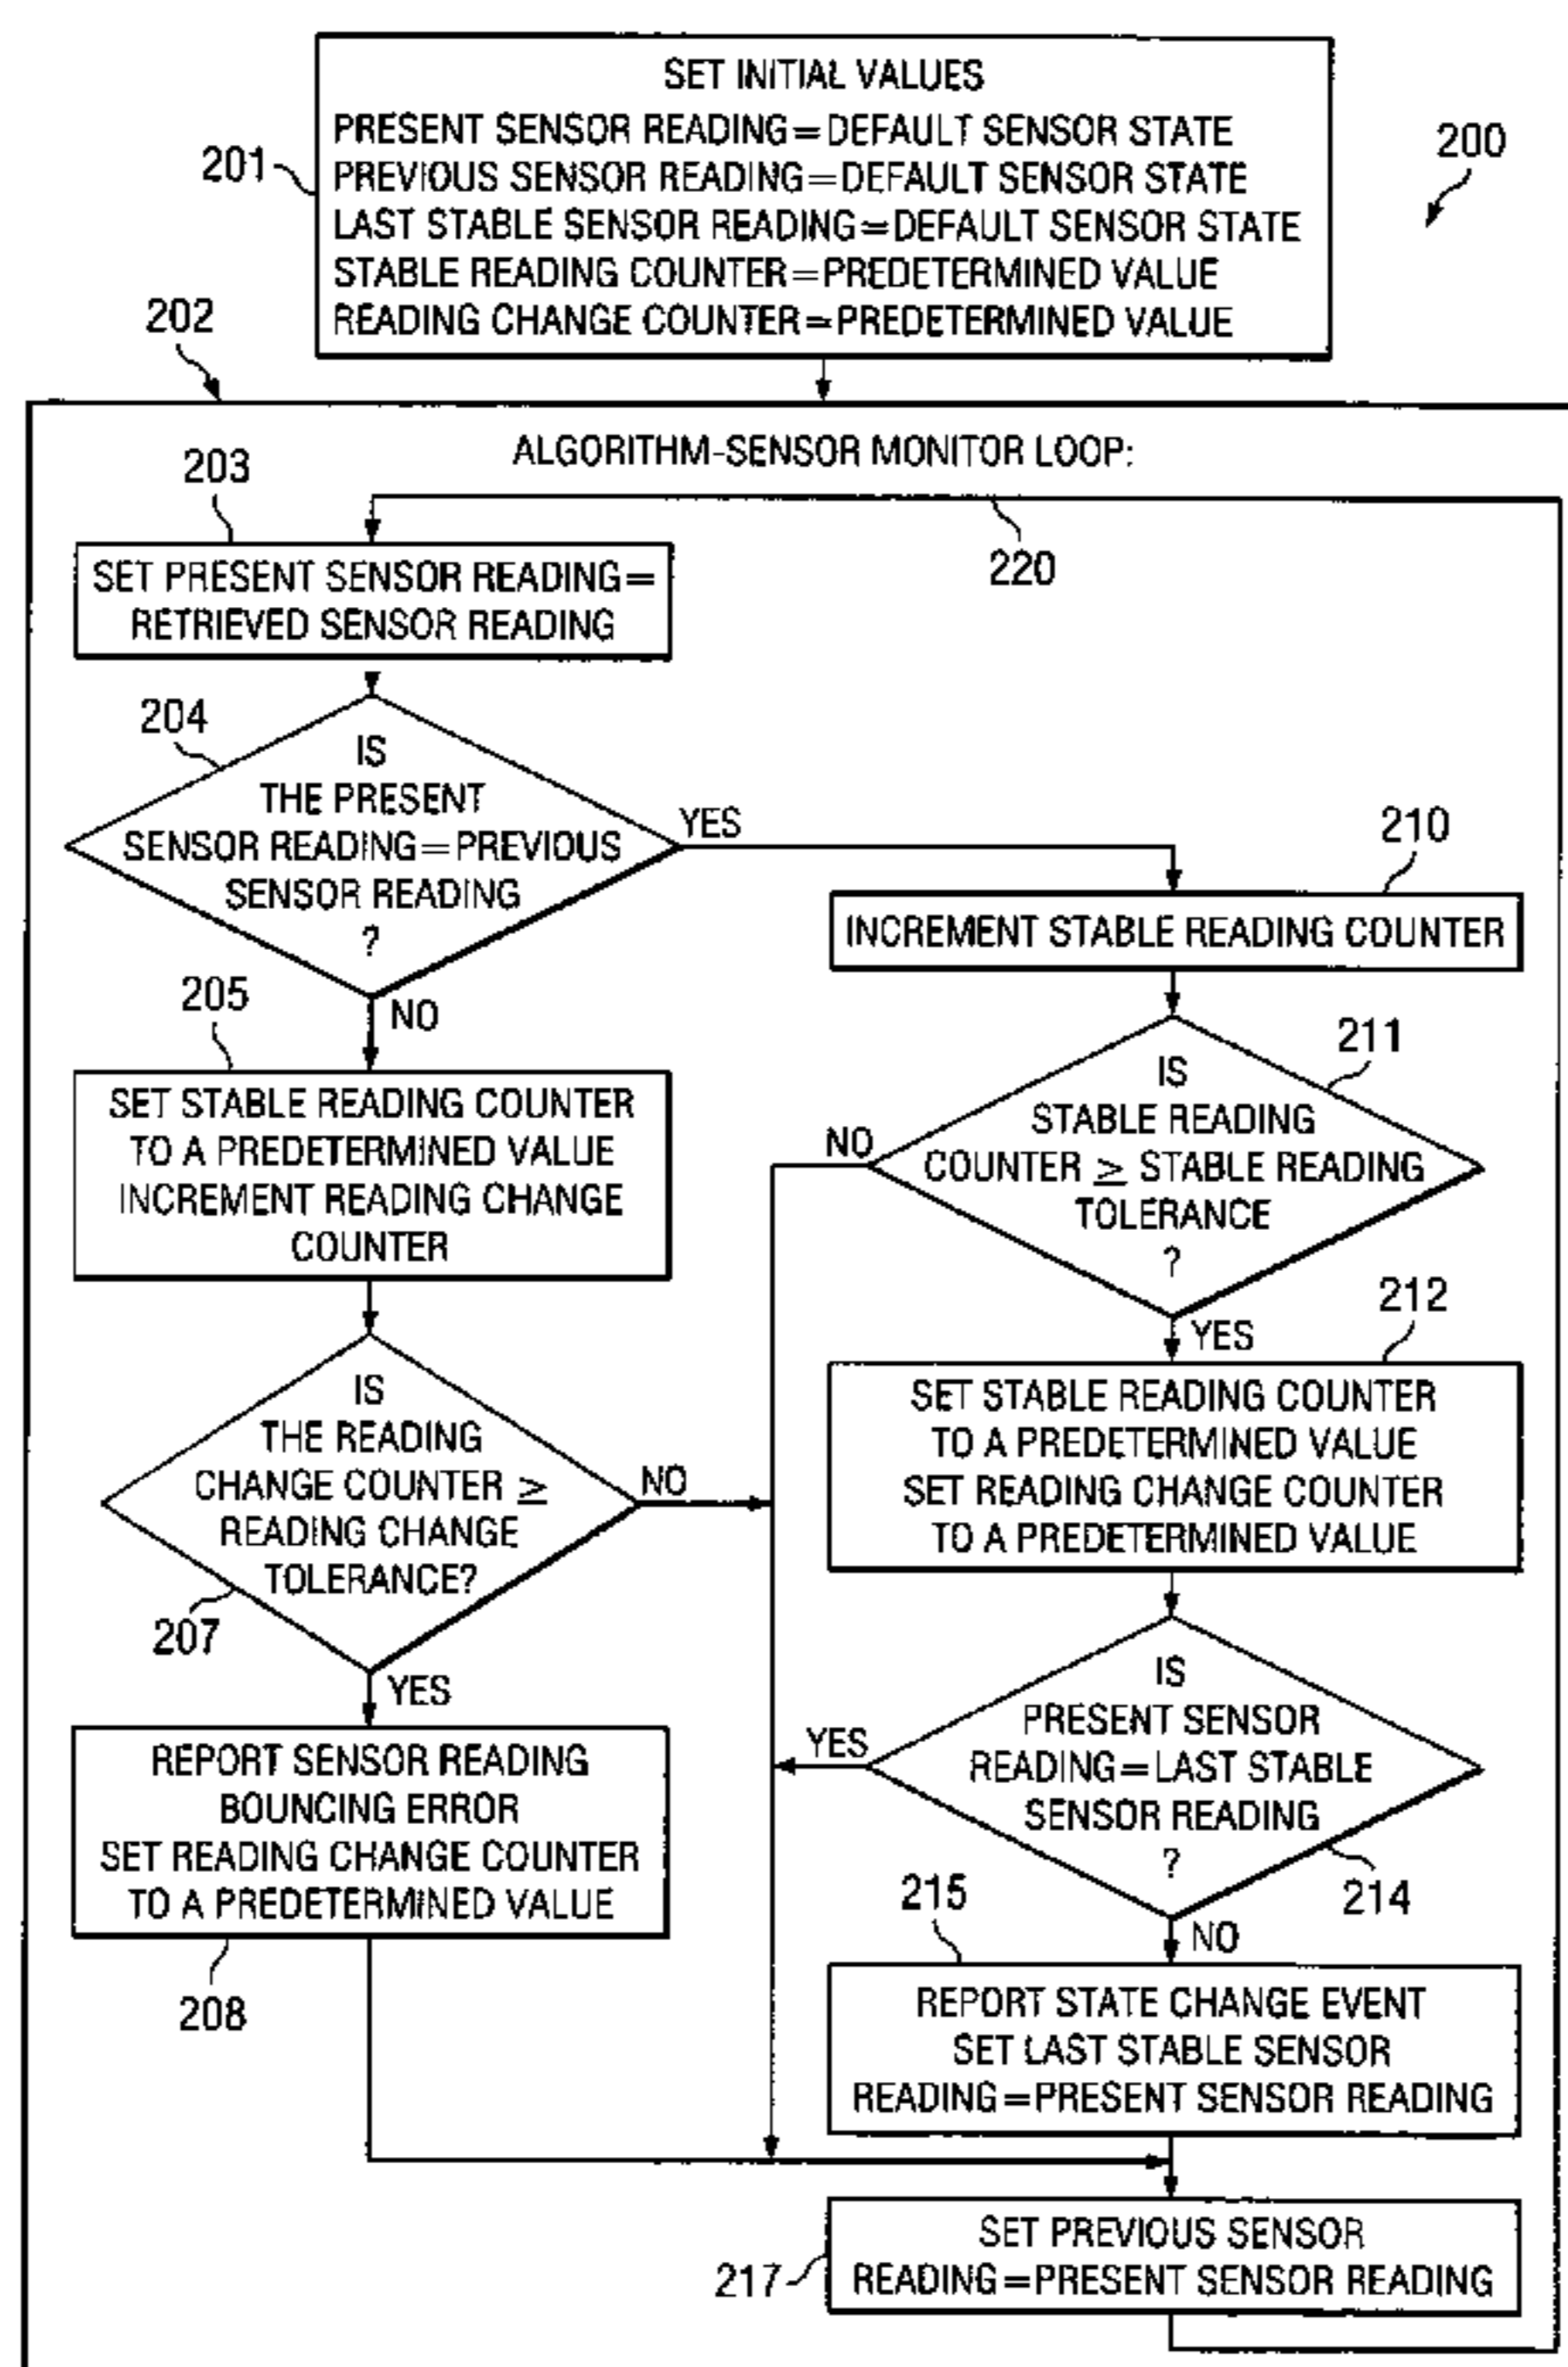 SET INITIAL VALUES
PRESENT SENSOR READING=DEFAULT SENSOR STATE
PREVIOUS SENSOR READING=DEFAULT SENSOR STATE
LAST STABLE SENSOR READING=DEFAULT SENSOR STATE
STABLE READING COUNTER=PREDETERMINED VALUE
READING CHANGE COUNTER=PREDETERMINED VALUE
201
200
202
ALGORITHM-SENSOR MONITOR LOOP:
203
220
SET PRESENT SENSOR READING=
RETRIEVED SENSOR READING
204
IS
THE PRESENT
SENSOR READING=PREVIOUS
SENSOR READING
?
YES
NO
210
INCREMENT STABLE READING COUNTER
205
SET STABLE READING COUNTER
TO A PREDETERMINED VALUE
INCREMENT READING CHANGE
COUNTER
211
IS
STABLE READING
COUNTER ≥ STABLE READING
TOLERANCE
?
NO
YES
212
SET STABLE READING COUNTER
TO A PREDETERMINED VALUE
SET READING CHANGE COUNTER
TO A PREDETERMINED VALUE
IS
THE READING
CHANGE COUNTER ≥
READING CHANGE
TOLERANCE?
NO
207
YES
REPORT SENSOR READING
BOUNCING ERROR
SET READING CHANGE COUNTER
TO A PREDETERMINED VALUE
208
IS
PRESENT SENSOR
READING=LAST STABLE
SENSOR READING
?
YES
214
NO
215
REPORT STATE CHANGE EVENT
SET LAST STABLE SENSOR
READING=PRESENT SENSOR READING
217
SET PREVIOUS SENSOR
READING=PRESENT SENSOR READING